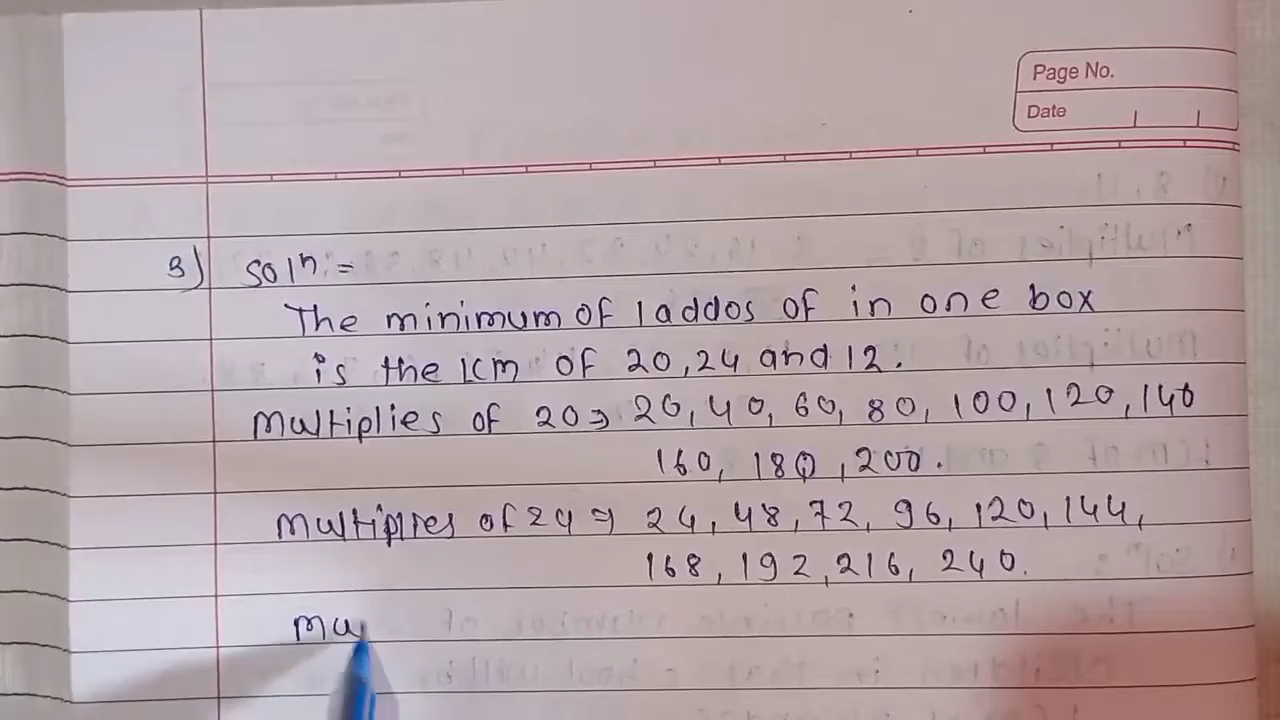 Page No.
Date
3) Soln:=
The minimum of laddos of in one box
is the lcm of 20,24 and 12.
Multiplies of 20⇒ 20, 40, 60, 80, 100, 120, 140
160, 180, 200.
Multiplies of 24⇒ 24, 48, 72, 96, 120, 144,
168, 192, 216, 240.
Mu